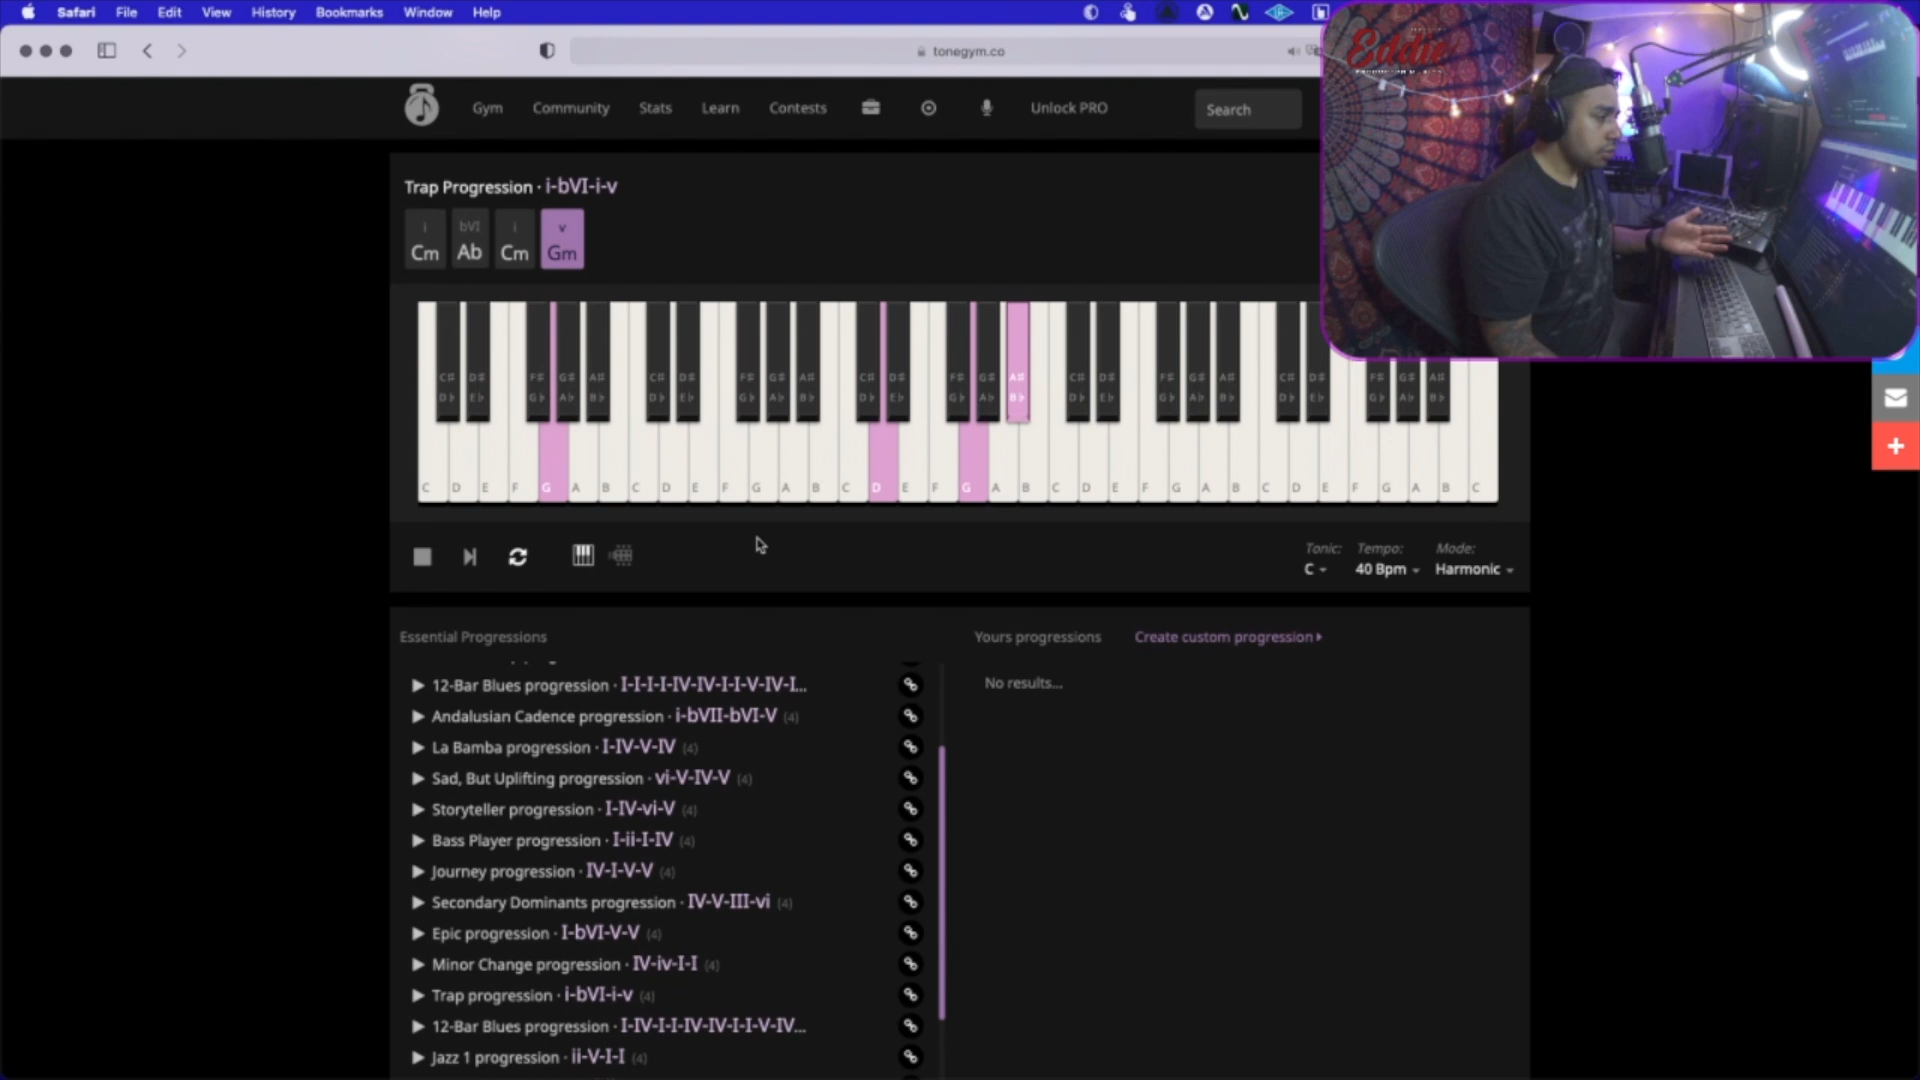 Safari File Edit View History Bookmarks Window Help
tonegym.co
Eddie
Gym Community Stats Learn Contests Unlock PRO Search
Trap Progression · i-bVI-i-v
i bVI i v
Cm Ab Cm Gm
C# D# F# G# A# C# D# F# G# A# C# D# F# G# A# C# D# F# G# A# C# D# F# G# A#
D♭ E♭ G♭ A♭ B♭ D♭ E♭ G♭ A♭ B♭ D♭ E♭ G♭ A♭ B♭ D♭ E♭ G♭ A♭ B♭ D♭ E♭ G♭ A♭ B♭
C D E F G A B C D E F G A B C D E F G A B C D E F G A B C D E F G A B C
Tonic: Tempo: Mode:
C 40 Bpm Harmonic
Essential Progressions
Yours progressions Create custom progression
No results...
12-Bar Blues progression · I-I-I-I-IV-IV-I-I-V-IV-I...
Andalusian Cadence progression · i-bVII-bVI-V (4)
La Bamba progression · I-IV-V-IV (4)
Sad, But Uplifting progression · vi-V-IV-V (4)
Storyteller progression · I-IV-vi-V (4)
Bass Player progression · I-ii-I-IV (4)
Journey progression · IV-I-V-V (4)
Secondary Dominants progression · IV-V-III-vi (4)
Epic progression · I-bVI-V-V (4)
Minor Change progression · IV-iv-I-I (4)
Trap progression · i-bVI-i-v (4)
12-Bar Blues progression · I-IV-I-I-IV-IV-I-I-V-IV...
Jazz 1 progression · ii-V-I-I (4)